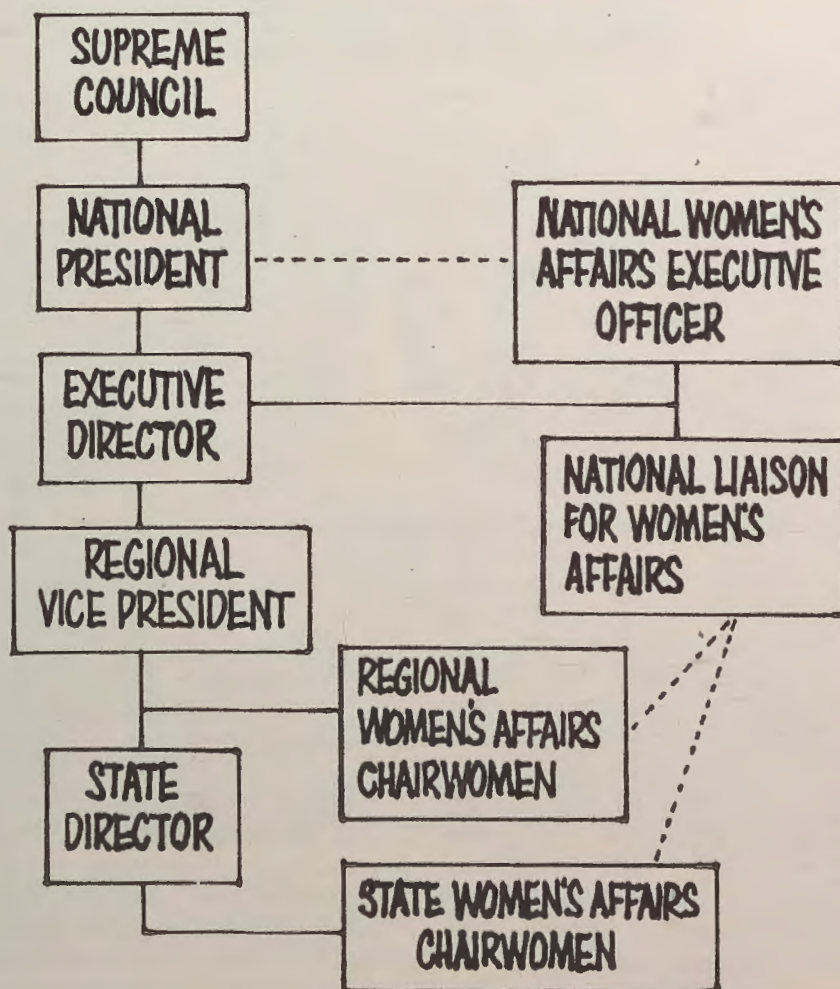 SUPREME
COUNCIL
NATIONAL
PRESIDENT
NATIONAL WOMEN'S
AFFAIRS EXECUTIVE
OFFICER
EXECUTIVE
DIRECTOR
NATIONAL LIAISON
FOR WOMEN'S
AFFAIRS
REGIONAL
VICE PRESIDENT
REGIONAL
WOMEN'S AFFAIRS
CHAIRWOMEN
STATE
DIRECTOR
STATE WOMEN'S AFFAIRS
CHAIRWOMEN